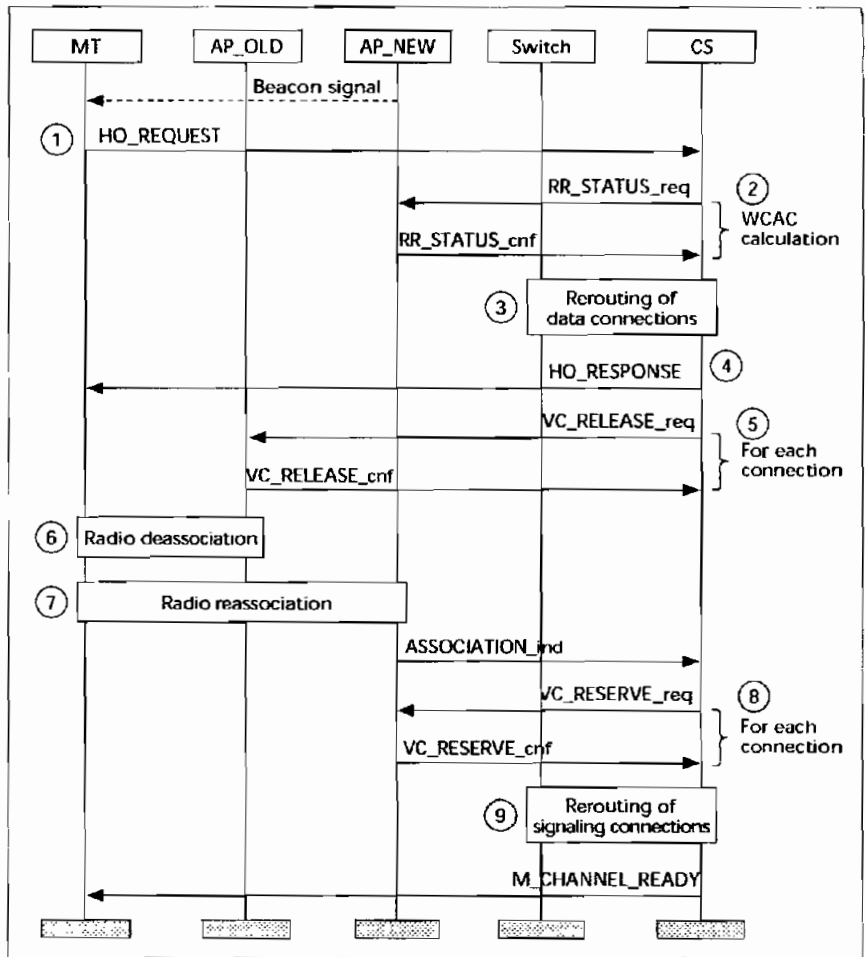 MT AP_OLD AP_NEW Switch CS
Beacon signal
1 HO_REQUEST
RR_STATUS_req 2
WCAC
calculation
RR_STATUS_cnf
3 Rerouting of
data connections
HO_RESPONSE 4
VC_RELEASE_req 5
For each
connection
VC_RELEASE_cnf
6 Radio deassociation
7 Radio reassociation
ASSOCIATION_ind
VC_RESERVE_req 8
For each
connection
VC_RESERVE_cnf
9 Rerouting of
signaling connections
M_CHANNEL_READY